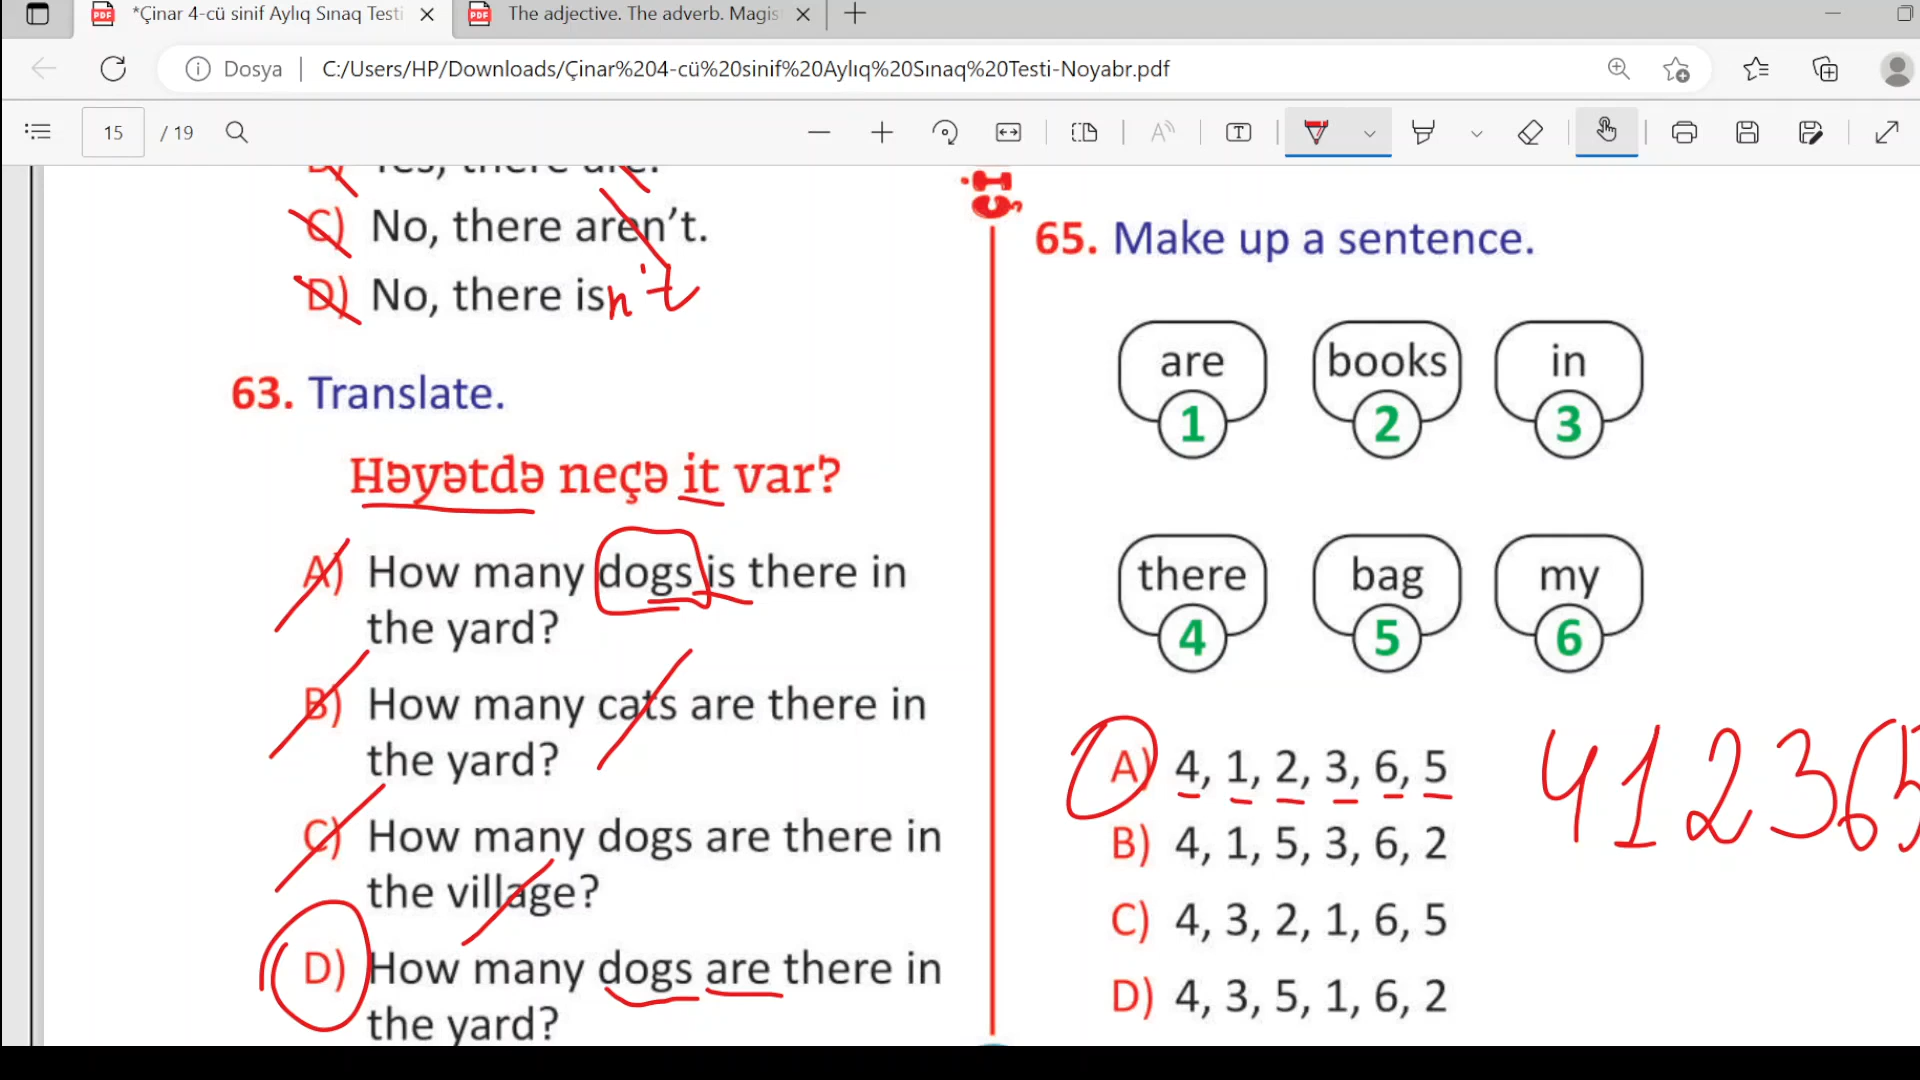 *Çinar 4-cü sinif Aylıq Sınaq Testi
The adjective. The adverb. Magis
Dosya
C:/Users/HP/Downloads/Çinar%204-cü%20sinif%20Aylıq%20Sınaq%20Testi-Noyabr.pdf
15 / 19
B) Yes, there are.
C) No, there aren't.
D) No, there isn't
63. Translate.
Həyətdə neçə it var?
A) How many dogs is there in
the yard?
B) How many cats are there in
the yard?
C) How many dogs are there in
the village?
D) How many dogs are there in
the yard?
65. Make up a sentence.
are books in
1 2 3
there bag my
4 5 6
A) 4, 1, 2, 3, 6, 5
412365
B) 4, 1, 5, 3, 6, 2
C) 4, 3, 2, 1, 6, 5
D) 4, 3, 5, 1, 6, 2